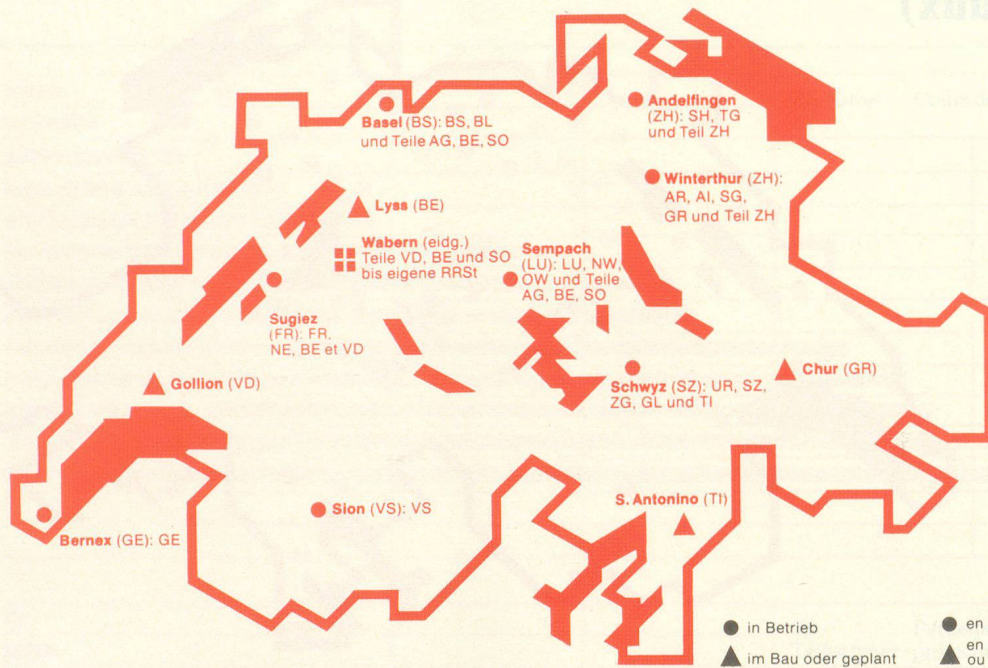 Basel (BS): BS, BL
und Teile AG, BE, SO
Andelfingen
(ZH): SH, TG
und Teil ZH
Winterthur (ZH):
AR, AI, SG,
GR und Teil ZH
Lyss (BE)
Wabern (eidg.)
Teile VD, BE und SO
bis eigene RRSt
Sempach
(LU): LU, NW,
OW und Teile
AG, BE, SO
Sugiez
(FR): FR,
NE, BE et VD
Gollion (VD)
Schwyz (SZ): UR, SZ,
ZG, GL und TI
Chur (GR)
Sion (VS): VS
S. Antonino (TI)
Bernex (GE): GE
in Betrieb
im Bau oder geplant
en
en
ou